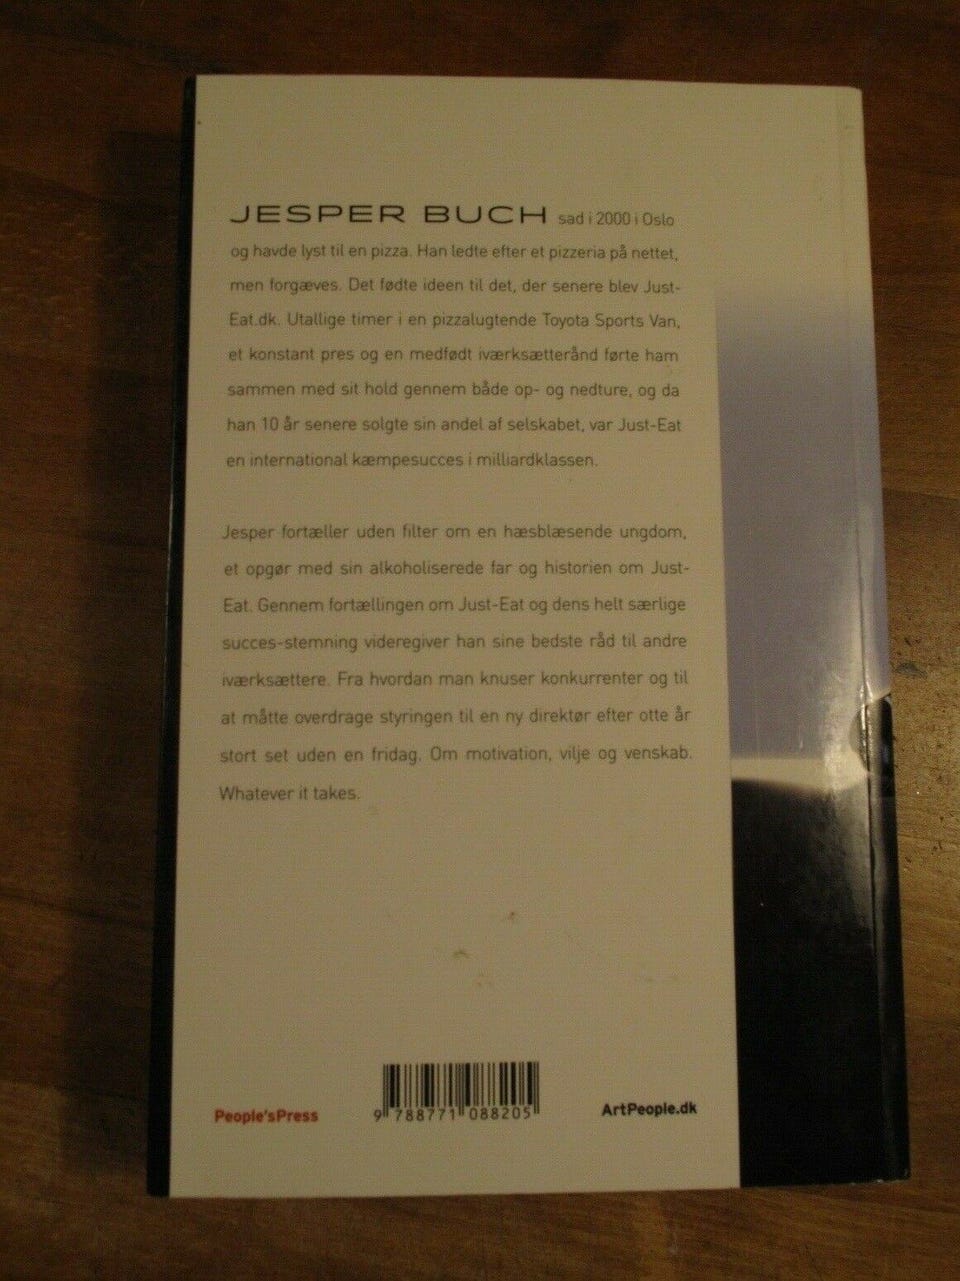 JESPER BUCH sad i 2000 i Oslo
og havde lyst til en pizza. Han ledte efter et pizzeria på nettet,
men forgæves. Det fødte ideen til det, der senere blev Just-
Eat.dk. Utallige timer i en pizzalugtende Toyota Sports Van,
et konstant pres og en medfødt iværksætterånd førte ham
sammen med sit hold gennem både op- og nedture, og da
han 10 år senere solgte sin andel af selskabet, var Just-Eat
en international kæmpesucces i milliardklassen.
Jesper fortæller uden filter om en hæsblæsende ungdom,
et opgør med sin alkoholiserede far og historien om Just-
Eat. Gennem fortællingen om Just-Eat og dens helt særlige
succes-stemning videregiver han sine bedste råd til andre
iværksættere. Fra hvordan man knuser konkurrenter og til
at måtte overdrage styringen til en ny direktør efter otte år
stort set uden en fridag. Om motivation, vilje og venskab.
Whatever it takes.
People'sPress
9 788771 088205
ArtPeople.dk